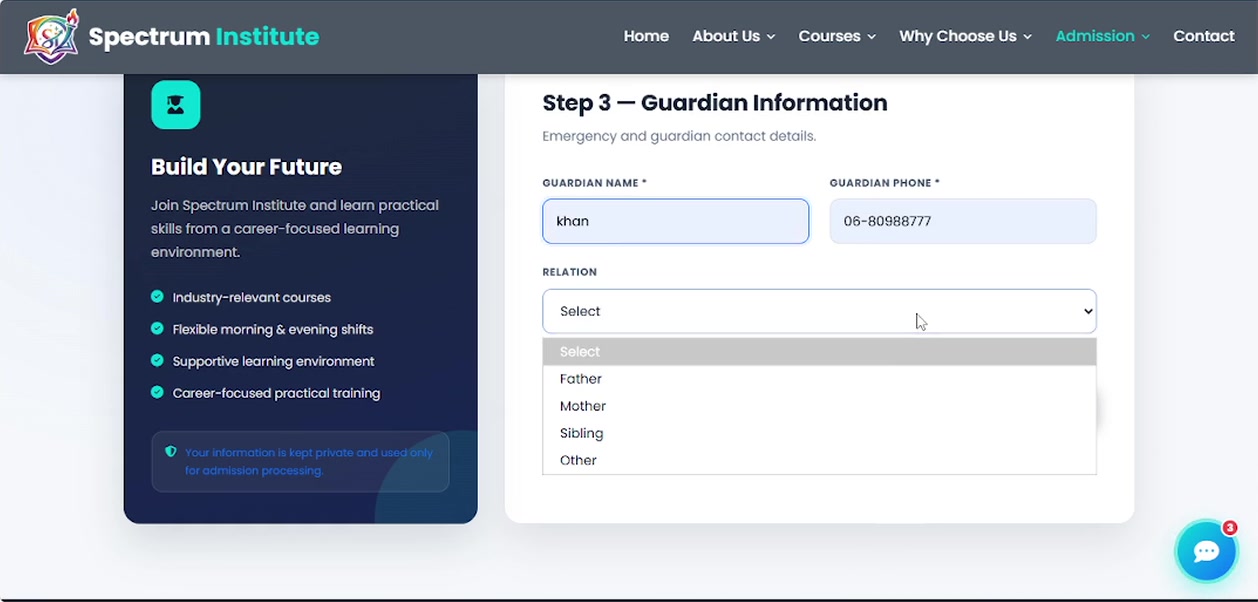 Spectrum Institute
Home About Us Courses Why Choose Us Admission Contact
Build Your Future
Join Spectrum Institute and learn practical
skills from a career-focused learning
environment.
Industry-relevant courses
Flexible morning & evening shifts
Supportive learning environment
Career-focused practical training
Your information is kept private and used only
for admission processing.
Step 3 — Guardian Information
Emergency and guardian contact details.
GUARDIAN NAME * GUARDIAN PHONE *
khan 06-80988777
RELATION
Select
Select
Father
Mother
Sibling
Other
3